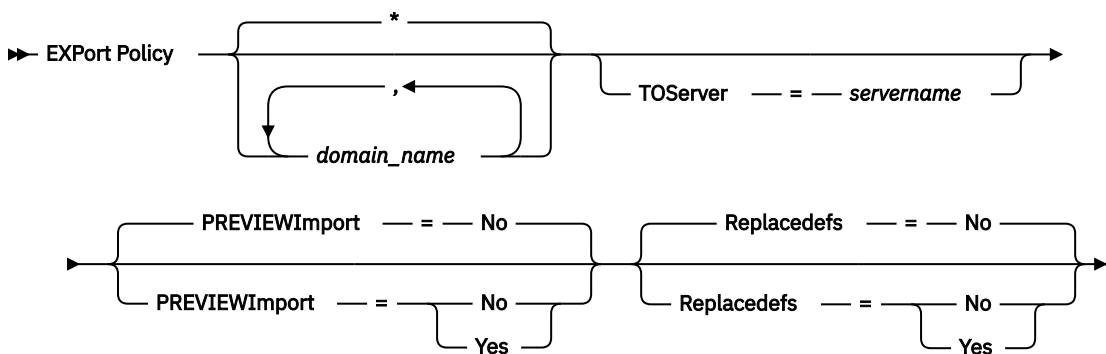 *
EXPort Policy
,
domain_name
TOServer = servername
PREVIEWImport = No
Replacedefs = No
PREVIEWImport = No
Yes
Replacedefs = No
Yes